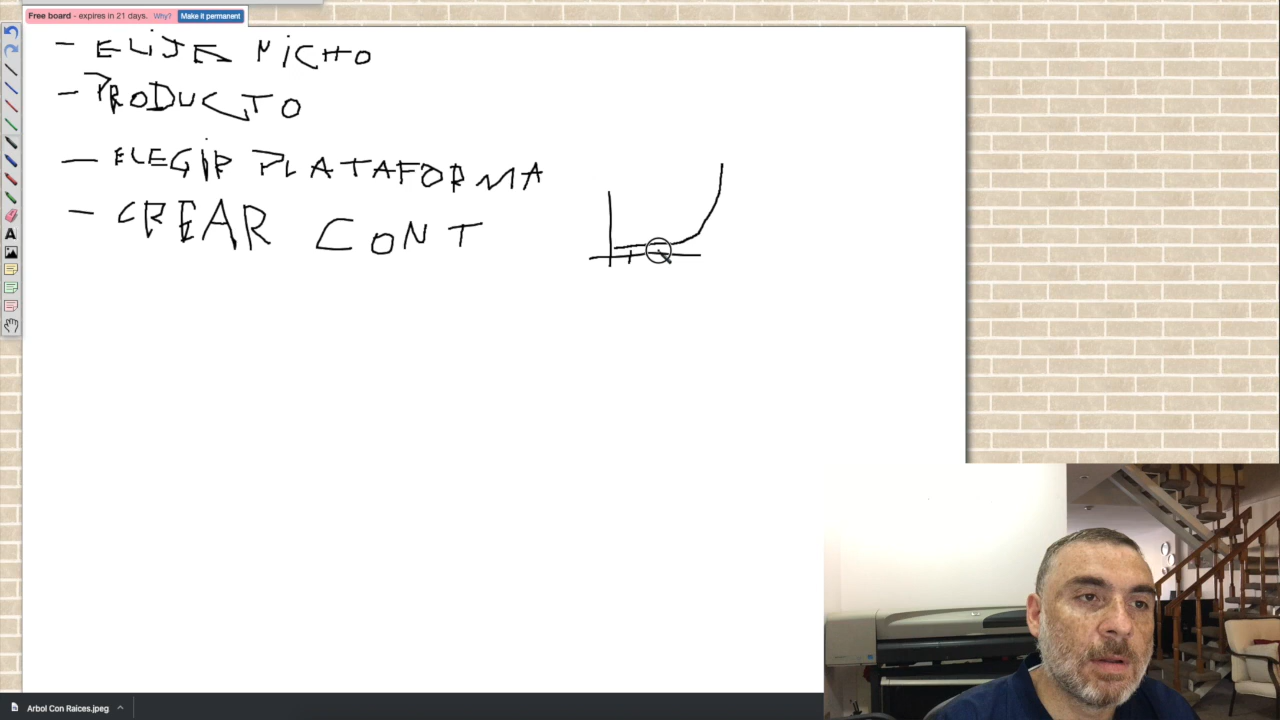 Free board - expires in 21 days. Why? Make it permanent
- ELIJE NICHO
- PRODUCTO
- ELEGIR PLATAFORMA
- CREAR CONT
A
Arbol Con Raices.jpeg